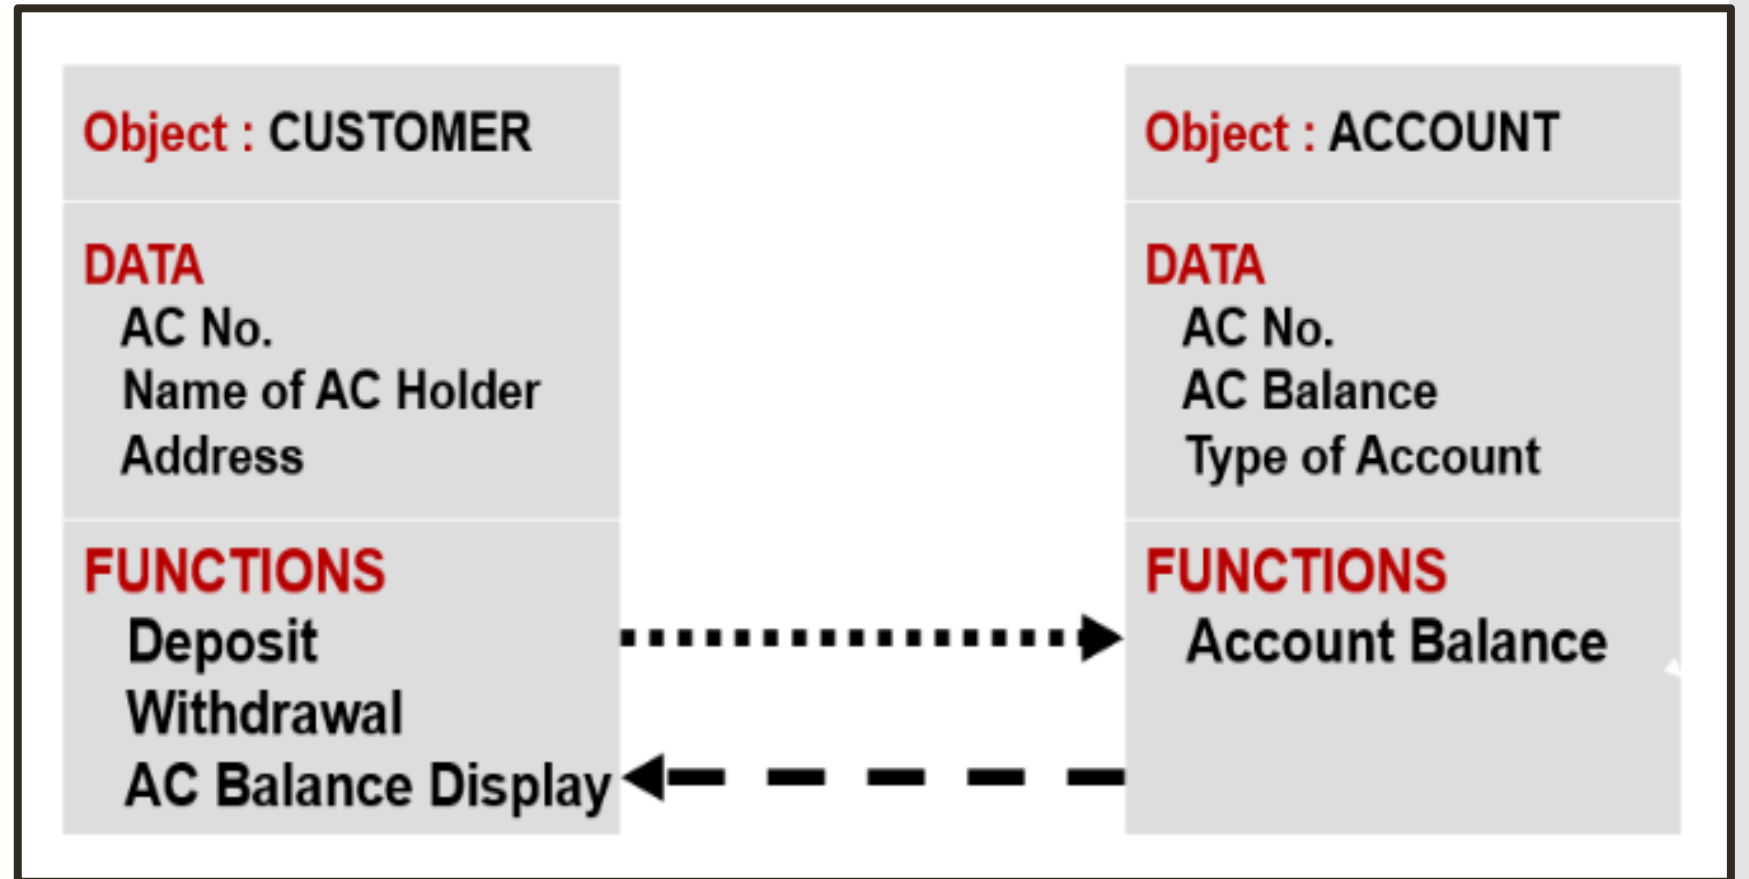 Object : CUSTOMER
DATA
AC No.
Name of AC Holder
Address
FUNCTIONS
Deposit
Withdrawal
AC Balance Display
Object : ACCOUNT
DATA
AC No.
AC Balance
Type of Account
FUNCTIONS
Account Balance